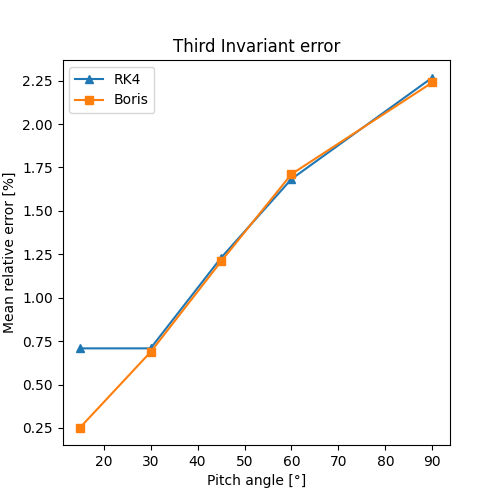 Third Invariant error
RK4
Boris
Mean relative error [%]
2.25
2.00
1.75
1.50
1.25
1.00
0.75
0.50
0.25
20 30 40 50 60 70 80 90
Pitch angle [°]